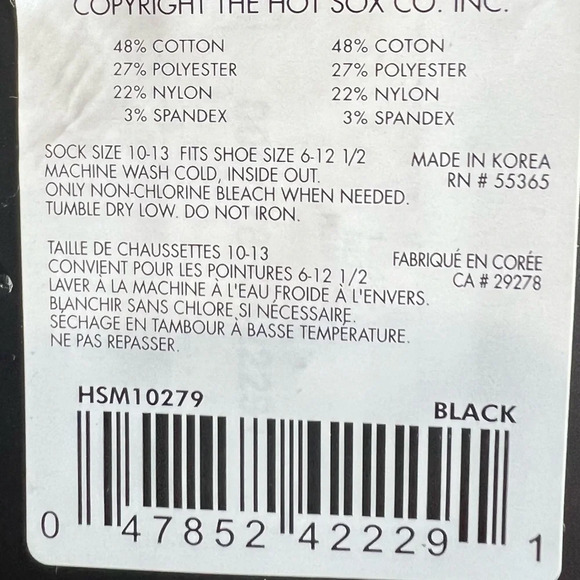 COPYRIGHT THE HOT SOX CO. INC.
48% COTTON 48% COTON
27% POLYESTER 27% POLYESTER
22% NYLON 22% NYLON
3% SPANDEX 3% SPANDEX
SOCK SIZE 10-13 FITS SHOE SIZE 6-12 1/2
MACHINE WASH COLD, INSIDE OUT.
ONLY NON-CHLORINE BLEACH WHEN NEEDED.
TUMBLE DRY LOW. DO NOT IRON.
MADE IN KOREA
RN # 55365
TAILLE DE CHAUSSETTES 10-13
CONVIENT POUR LES POINTURES 6-12 1/2
LAVER À LA MACHINE À L'EAU FROIDE À L'ENVERS.
BLANCHIR SANS CHLORE SI NÉCESSAIRE.
SÉCHAGE EN TAMBOUR À BASSE TEMPÉRATURE.
NE PAS REPASSER.
FABRIQUÉ EN CORÉE
CA # 29278
HSM10279 BLACK
0 47852 42229 1